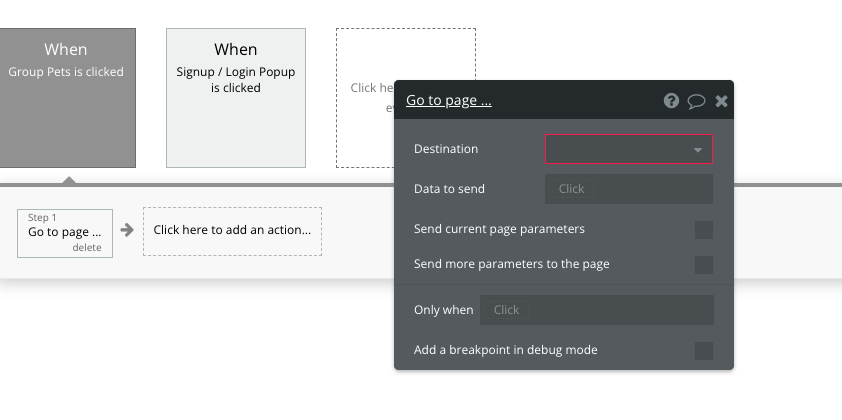 When
Group Pets is clicked
When
Signup / Login Popup
is clicked
Click he
Go to page ...
Destination
Data to send
Click
Send current page parameters
Send more parameters to the page
Only when
Click
Add a breakpoint in debug mode
Step 1
Go to page ...
delete
Click here to add an action...